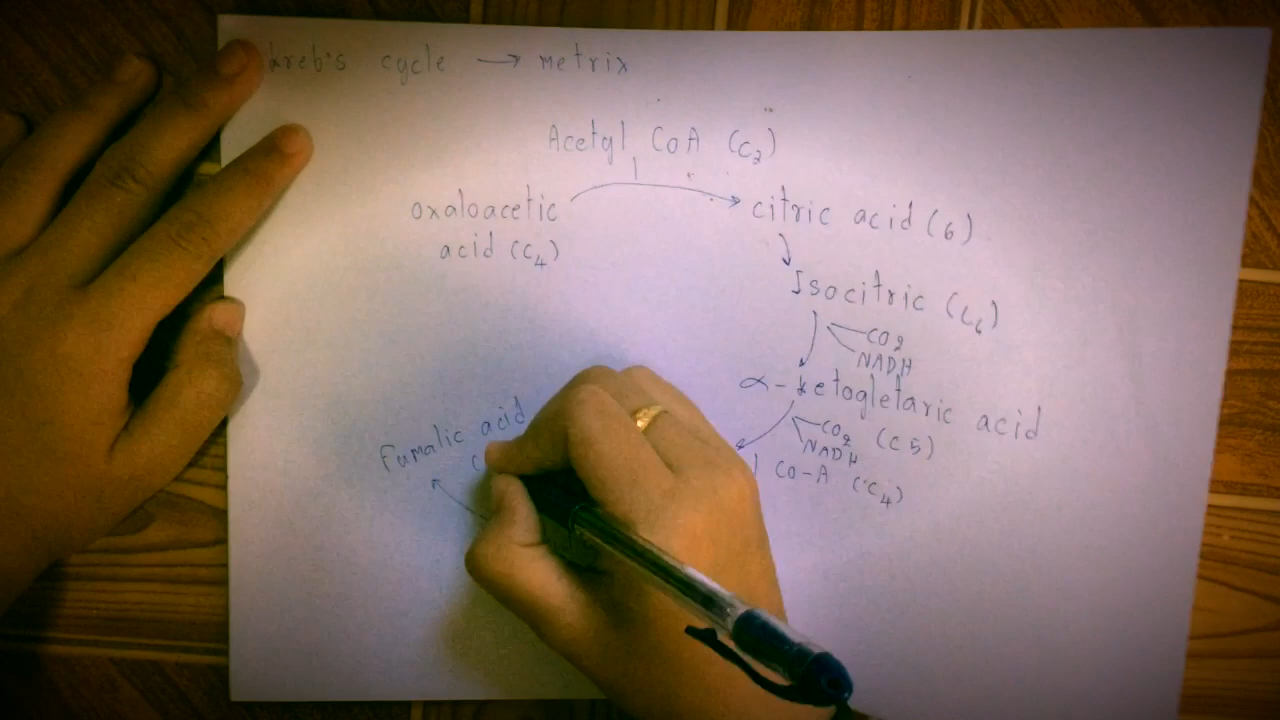 kreb's cycle → metrix
Acetyl CoA (C₂)
oxaloacetic
acid (C₄)
citric acid (6)
Isocitric (C₆)
CO₂
NADH
α-ketogletaric acid
(C5)
CO₂
NADH
Co-A (C₄)
Fumalic acid